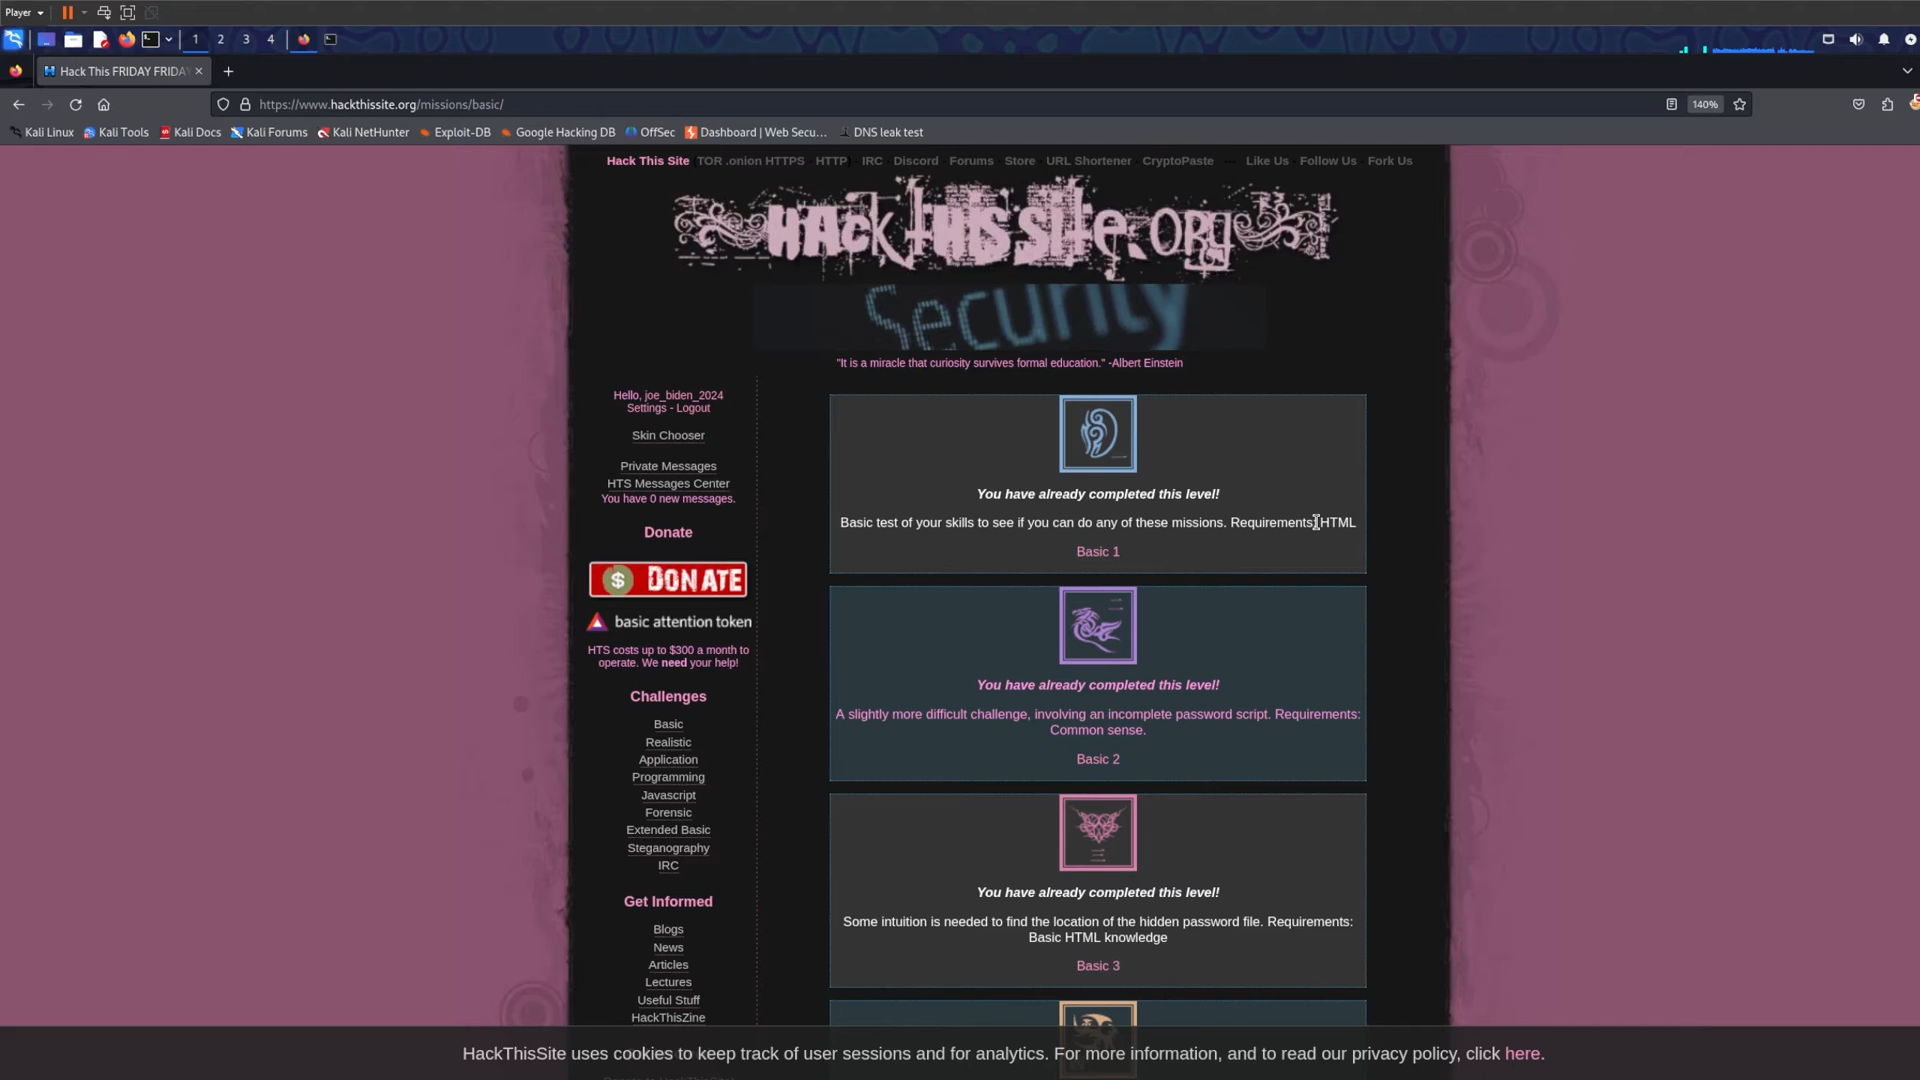 Player
1 2 3 4
Hack This FRIDAY FRIDA
https://www.hackthissite.org/missions/basic/
140%
Kali Linux Kali Tools Kali Docs Kali Forums Kali NetHunter Exploit-DB Google Hacking DB OffSec Dashboard | Web Secu... DNS leak test
Hack This Site TOR .onion HTTPS HTTP IRC Discord Forums Store URL Shortener CryptoPaste — Like Us Follow Us Fork Us
HACK THIS SITE.ORG
Security
"It is a miracle that curiosity survives formal education." -Albert Einstein
Hello, joe_biden_2024
Settings - Logout
Skin Chooser
Private Messages
HTS Messages Center
You have 0 new messages.
Donate
$ DONATE
basic attention token
HTS costs up to $300 a month to
operate. We need your help!
Challenges
Basic
Realistic
Application
Programming
Javascript
Forensic
Extended Basic
Steganography
IRC
Get Informed
Blogs
News
Articles
Lectures
Useful Stuff
HackThisZine
一
You have already completed this level!
Basic test of your skills to see if you can do any of these missions. Requirements: HTML
Basic 1
二
You have already completed this level!
A slightly more difficult challenge, involving an incomplete password script. Requirements:
Common sense.
Basic 2
三
You have already completed this level!
Some intuition is needed to find the location of the hidden password file. Requirements:
Basic HTML knowledge
Basic 3
HackThisSite uses cookies to keep track of user sessions and for analytics. For more information, and to read our privacy policy, click here.